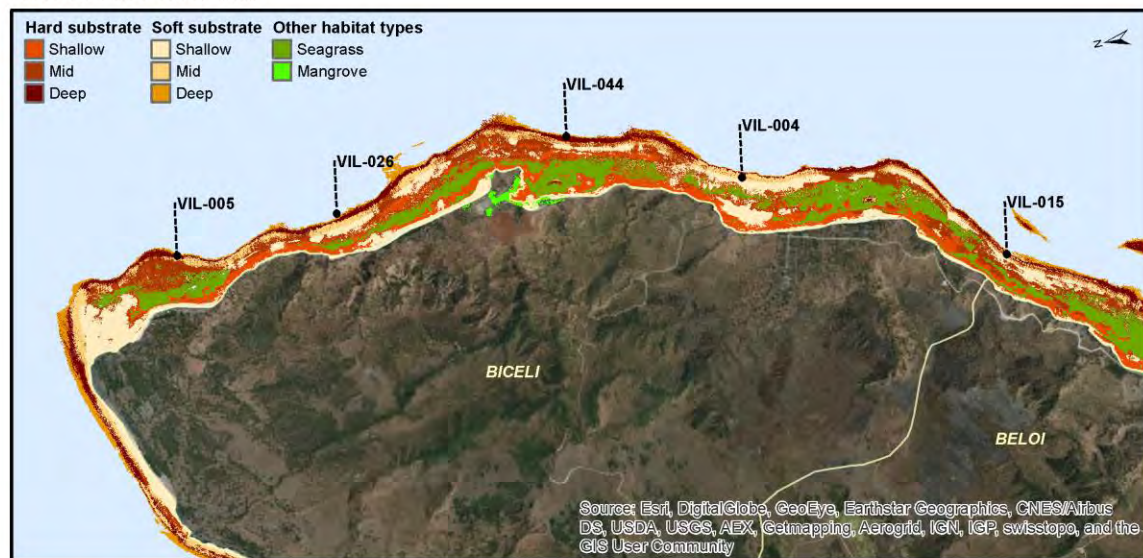 Hard substrate
Shallow
Mid
Deep
Soft substrate
Shallow
Mid
Deep
Other habitat types
Seagrass
Mangrove
N
VIL-044
VIL-004
VIL-026
VIL-005
VIL-015
BICELI
BELOI
Source: Esri, DigitalGlobe, GeoEye, Earthstar Geographics, CNES/Airbus
DS, USDA, USGS, AEX, Getmapping, Aerogrid, IGN, IGP, swisstopo, and the
GIS User Community